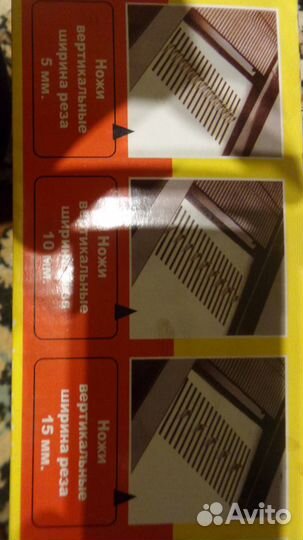 Ножи
вертикальные
ширина реза
5 мм.
Ножи
вертикальные
ширина реза
10 мм
Ножи
вертикальные
ширина реза
15 мм.
Avito